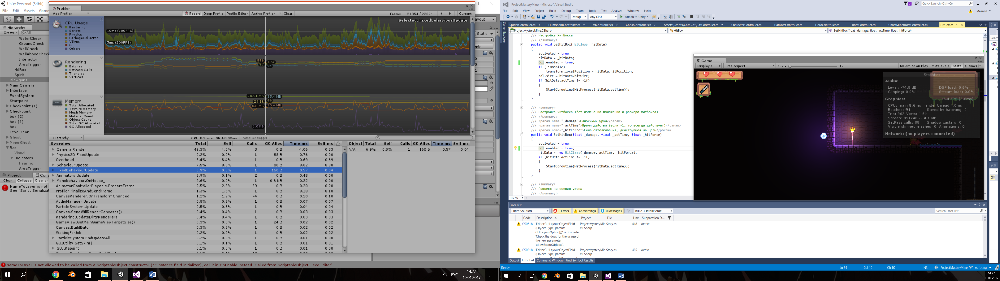 Unity Personal (64bit) - B
File Edit Assets Gam
Hierarchy
Create All
WaterCheck
GroundCheck
WallCheck
WallAboveCheck
Interactor
AreaTrigger
HitBox
Spirit
Blowguns
Main Camera
Interface
EventSystem
Startpoint
Checkpoint (1)
Checkpoint
box (2)
box (1)
box
LevelDoor
Ghost
MinerGhost
Bat
Visual
Indicators
Hearing
AreaTrigger
Project Cons
Clear Collapse Clear on
NameToLayer is not
See "Script Serializat
Profiler
Add Profiler Record Deep Profile Profile Editor Active Profiler Clear Frame: 21854 / 22021 Current
Selected: FixedBehaviourUpdate
CPU Usage
Rendering
Scripts
Physics
GarbageCollector
VSync
Gi
Others
10ms (100FPS)
5ms (200FPS)
Rendering
Batches
SetPass Calls
Triangles
Vertices
896 1.5k
97 91
Memory
Total Allocated
Texture Memory
Mesh Memory
Material Count
Object Count
Total GC Allocated
GC Allocated
282.1 MB 35.4 MB
27.1k 66
0.8 MB 20.4 MB
1.0 KB
Hierarchy CPU:8.25ms GPU:0.00ms Frame Debugger
Overview Total Self Calls GC Alloc Time ms Self ms
Camera.Render 49.3% 4.0% 3 0 B 4.06 0.33
Physics2D.FixedUpdate 9.2% 0.0% 1 88 B 0.76 0.00
Overhead 8.4% 8.4% 1 0 B 0.69 0.69
BehaviourUpdate 7.5% 0.0% 1 88 B 0.62 0.00
FixedBehaviourUpdate 6.9% 0.5% 1 160 B 0.57 0.04
Animators.Update 5.9% 0.1% 2 0 B 0.48 0.00
Monobehaviour.OnMouse_ 2.6% 0.0% 1 0.6 KB 0.22 0.00
AnimatorControllerPlayable.PrepareFrame 2.5% 2.5% 39 0 B 0.20 0.20
Profiler.FinalizeAndSendFrame 1.3% 1.3% 1 0 B 0.10 0.10
CanvasRenderer.OnTransformChanged 1.2% 1.2% 74 0 B 0.10 0.10
AudioManager.Update 0.8% 0.8% 1 0 B 0.07 0.07
ParticleSystem.Update 0.5% 0.5% 1 0 B 0.04 0.04
Canvas.SendWillRenderCanvases() 0.4% 0.4% 1 0 B 0.03 0.03
Rendering.UpdateDirtyRenderers 0.4% 0.4% 1 0 B 0.03 0.03
GameView.GetMainGameViewTargetSize() 0.3% 0.3% 1 24 B 0.02 0.02
Canvas.BuildBatch 0.3% 0.3% 1 0 B 0.02 0.02
WaitingForJob 0.2% 0.2% 1 0 B 0.02 0.02
ParticleSystem.EndUpdateAll 0.2% 0.0% 1 0 B 0.01 0.00
GUIUtility.SetSkin() 0.1% 0.1% 1 0 B 0.01 0.01
GUI.Repaint 0.1% 0.0% 1 0 B 0.01 0.00
Object Total Self Calls GC Alloc Time ms Self ms
N/A 6.9% 0.5% 1 160 B 0.57 0.04
ayout
Static
ply
NameToLayer is not allowed to be called from a ScriptableObject constructor (or instance field initializer), call it in OnEnable instead. Called from ScriptableObject 'LevelEditor'.
РУС 14:27
10.01.2017
ProjectMysteryMine - Microsoft Visual Studio
2 Quick Launch (Ctrl+Q)
File Edit View Project Build Debug Team Tools Test Analyze Window Help Матвей
Debug Any CPU Attach to Unity
Server Explorer
SpiderController.cs HumanoidController.cs AIController.cs GhostController.cs Assets\Scripts\Gam...at\BatController.cs CharacterController.cs BatBossController.cs HeroController.cs BossController.cs GhostMinerBossController.cs HitBox.cs
ProjectMysteryMine.CSharp HitBox SetHitBox(float _damage, float _actTime, float _hitForce)
/// Настройка ХитБокса
/// </summary>
public void SetHitBox(HitClass _hitData)
{
activated = true;
hitData = _hitData;
Col.enabled = true;
if (!immobile)
transform.localPosition = hitData.hitPosition;
col.size = hitData.hitSize;
if (hitData.actTime != -1f)
{
StartCoroutine(HitProcess(hitData.actTime));
}
}
/// <summary>
/// Настройка хитбокса (без изменения положения и размера хитбокса)
/// </summary>
/// <param name="_damage">Наносимый урон</param>
/// <param name="_actTime">Время действи (если -1, то всегда действует)</param>
/// <param name="_hitForce">Сила отталкивания, действующая на цель</param>
public void SetHitBox(float _damage, float _actTime, float _hitForce)
{
activated = true;
Col.enabled = true;
hitData = new HitClass(_damage,_actTime, _hitForce);
if (hitData.actTime != -1f)
{
StartCoroutine(HitProcess(hitData.actTime));
}
}
/// <summary>
/// Процесс нанесения урона
/// </summary>
102 %
Game
Display 1 Free Aspect Scale 1x Maximize on Play Mute audio Stats Gizmos
Statistics
Audio:
Level: -74.8 dB DSP load: 0.6%
Clipping: 0.0% Stream load: 0.0%
Graphics: 116.4 FPS (8.6ms)
CPU: main 8.6ms render thread 4.0ms
Batches: 94 Saved by batching: 0
Tris: 962 Verts: 1.6k
Screen: 891x405 - 4.1 MB
SetPass calls: 88 Shadow casters: 0
Visible skinned meshes: 0 Animations: 0
Network: (no players connected)
Searc
Error List
Entire Solution 0 Errors 46 Warnings 0 Messages Build + IntelliSense Search Error List
Code Description Project File Line Suppression St...
CS0618 'EditorGUILayout.ObjectField ProjectMysteryMin Story.cs 418 Active
(Object, Type, params e.CSharp
GUILayoutOption[])' is obsolete:
'Check the docs for the usage of
the new parameter
'allowSceneObjects'.'
CS0618 'EditorGUILayout.ObjectField ProjectMysteryMin Story.cs 465 Active
(Object, Type, params e.CSharp
Output Error List Command Window Find Symbol Results
Ready Ln 93 Col 10 Ch 10 INS ProjectMysteryMine scripting
14:27
10.01.2017